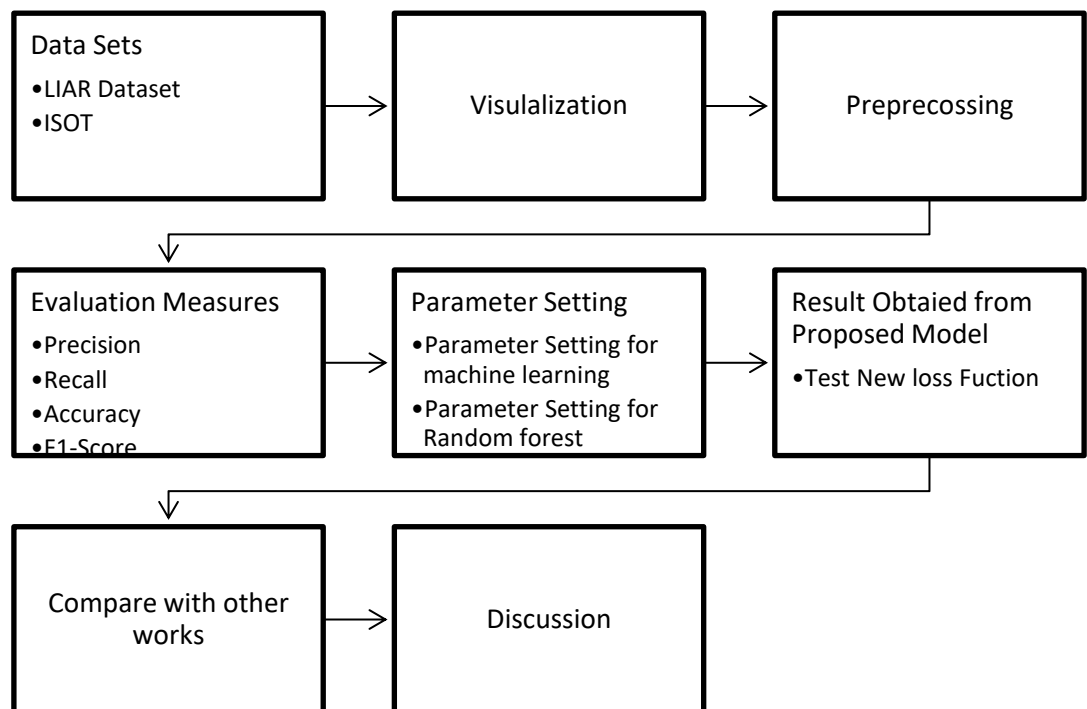 Data Sets
•LIAR Dataset
•ISOT
Visulalization
Preprecossing
Evaluation Measures
•Precision
•Recall
•Accuracy
•F1-Score
Parameter Setting
•Parameter Setting for
machine learning
•Parameter Setting for
Random forest
Result Obtaied from
Proposed Model
•Test New loss Fuction
Compare with other
works
Discussion